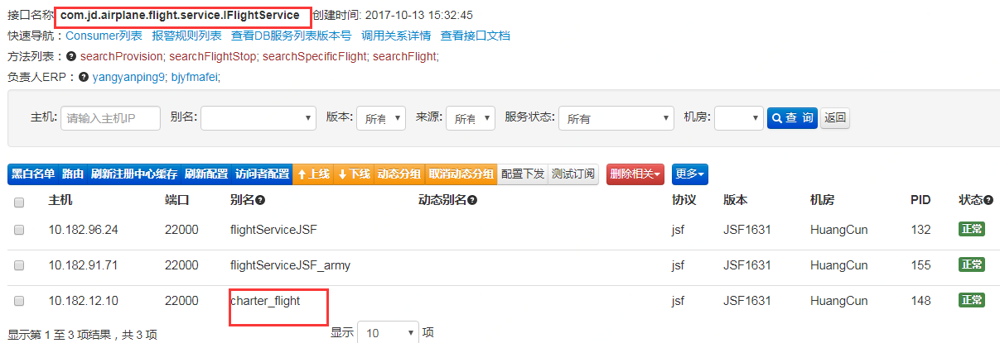 接口名称 com.jd.airplane.flight.service.IFlightService 创建时间: 2017-10-13 15:32:45
快速导航：Consumer列表 报警规则列表 查看DB服务列表版本号 调用关系详情 查看接口文档
方法列表：? searchProvision; searchFlightStop; searchSpecificFlight; searchFlight;
负责人ERP：? yangyanping9; bjyfmafei;
主机: 请输入主机IP 别名: 版本: 所有 来源: 所有 服务状态: 所有 机房: 查 询 返回
黑白名单 路由 刷新注册中心缓存 刷新配置 访问者配置 上线 下线 动态分组 取消动态分组 配置下发 测试订阅 删除相关 更多
主机 端口 别名? 动态别名? 协议 版本 机房 PID 状态?
10.182.96.24 22000 flightServiceJSF jsf JSF1631 HuangCun 132 正常
10.182.91.71 22000 flightServiceJSF_army jsf JSF1631 HuangCun 155 正常
10.182.12.10 22000 charter_flight jsf JSF1631 HuangCun 148 正常
显示第 1 至 3 项结果，共 3 项 显示 10 项